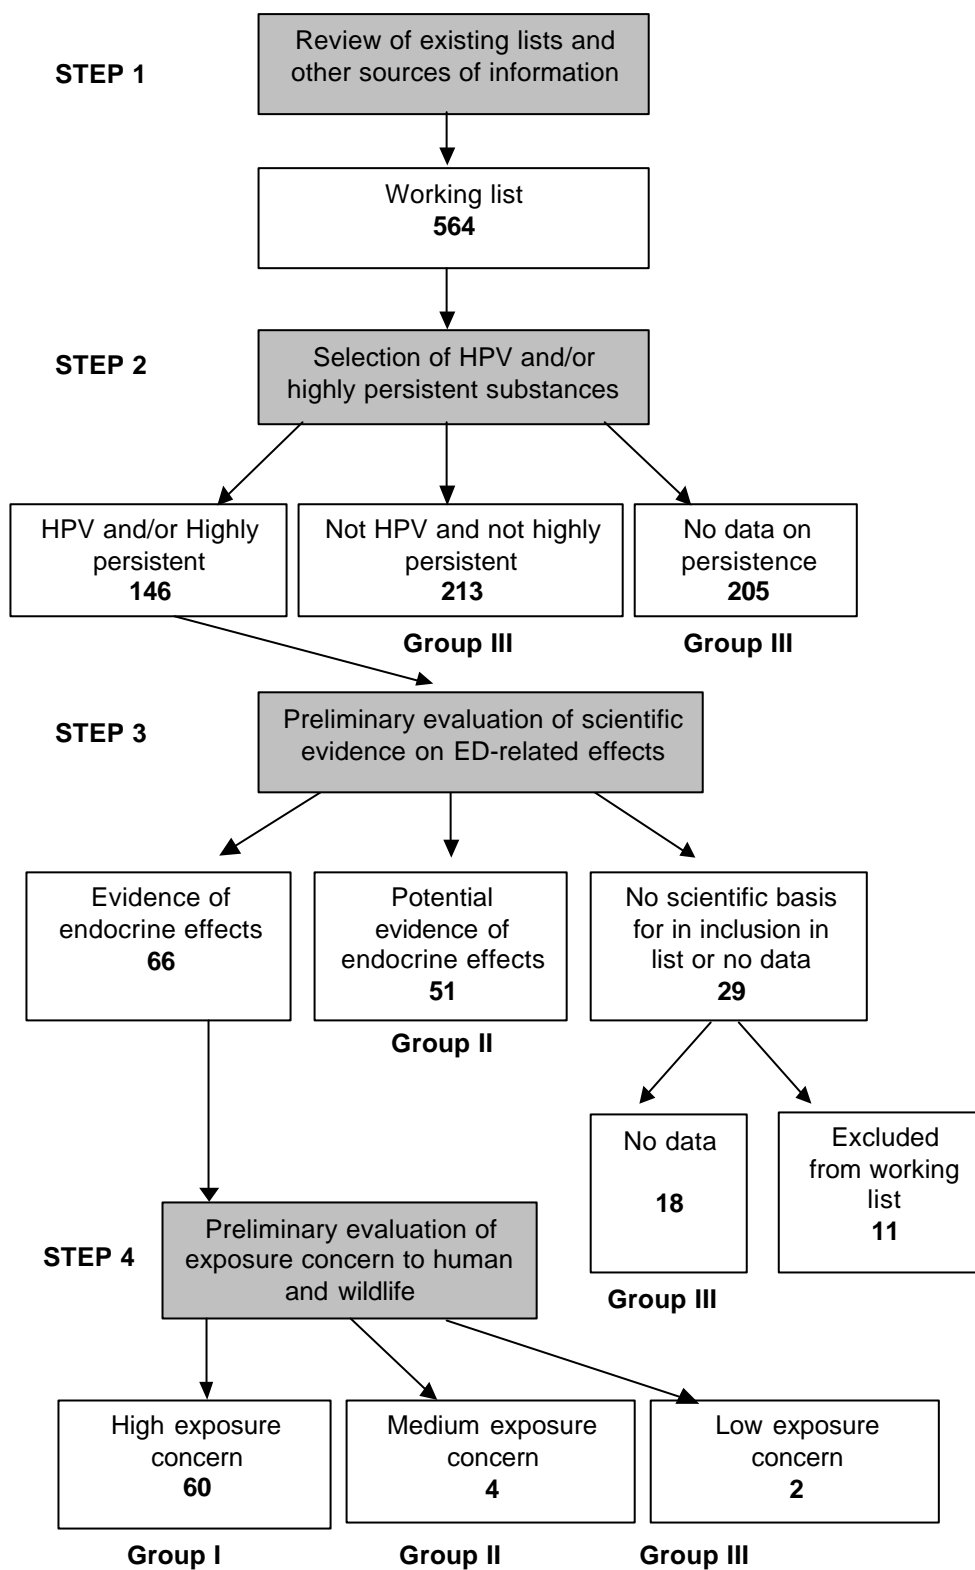 STEP 1
Review of existing lists and
other sources of information
Working list
564
STEP 2
Selection of HPV and/or
highly persistent substances
HPV and/or Highly
persistent
146
Not HPV and not highly
persistent
213
Group III
No data on
persistence
205
Group III
STEP 3
Preliminary evaluation of scientific
evidence on ED-related effects
Evidence of
endocrine effects
66
Potential
evidence of
endocrine effects
51
Group II
No scientific basis
for in inclusion in
list or no data
29
No data
18
Group III
Excluded
from working
list
11
STEP 4
Preliminary evaluation of
exposure concern to human
and wildlife
High exposure
concern
60
Group I
Medium exposure
concern
4
Group II
Low exposure
concern
2
Group III